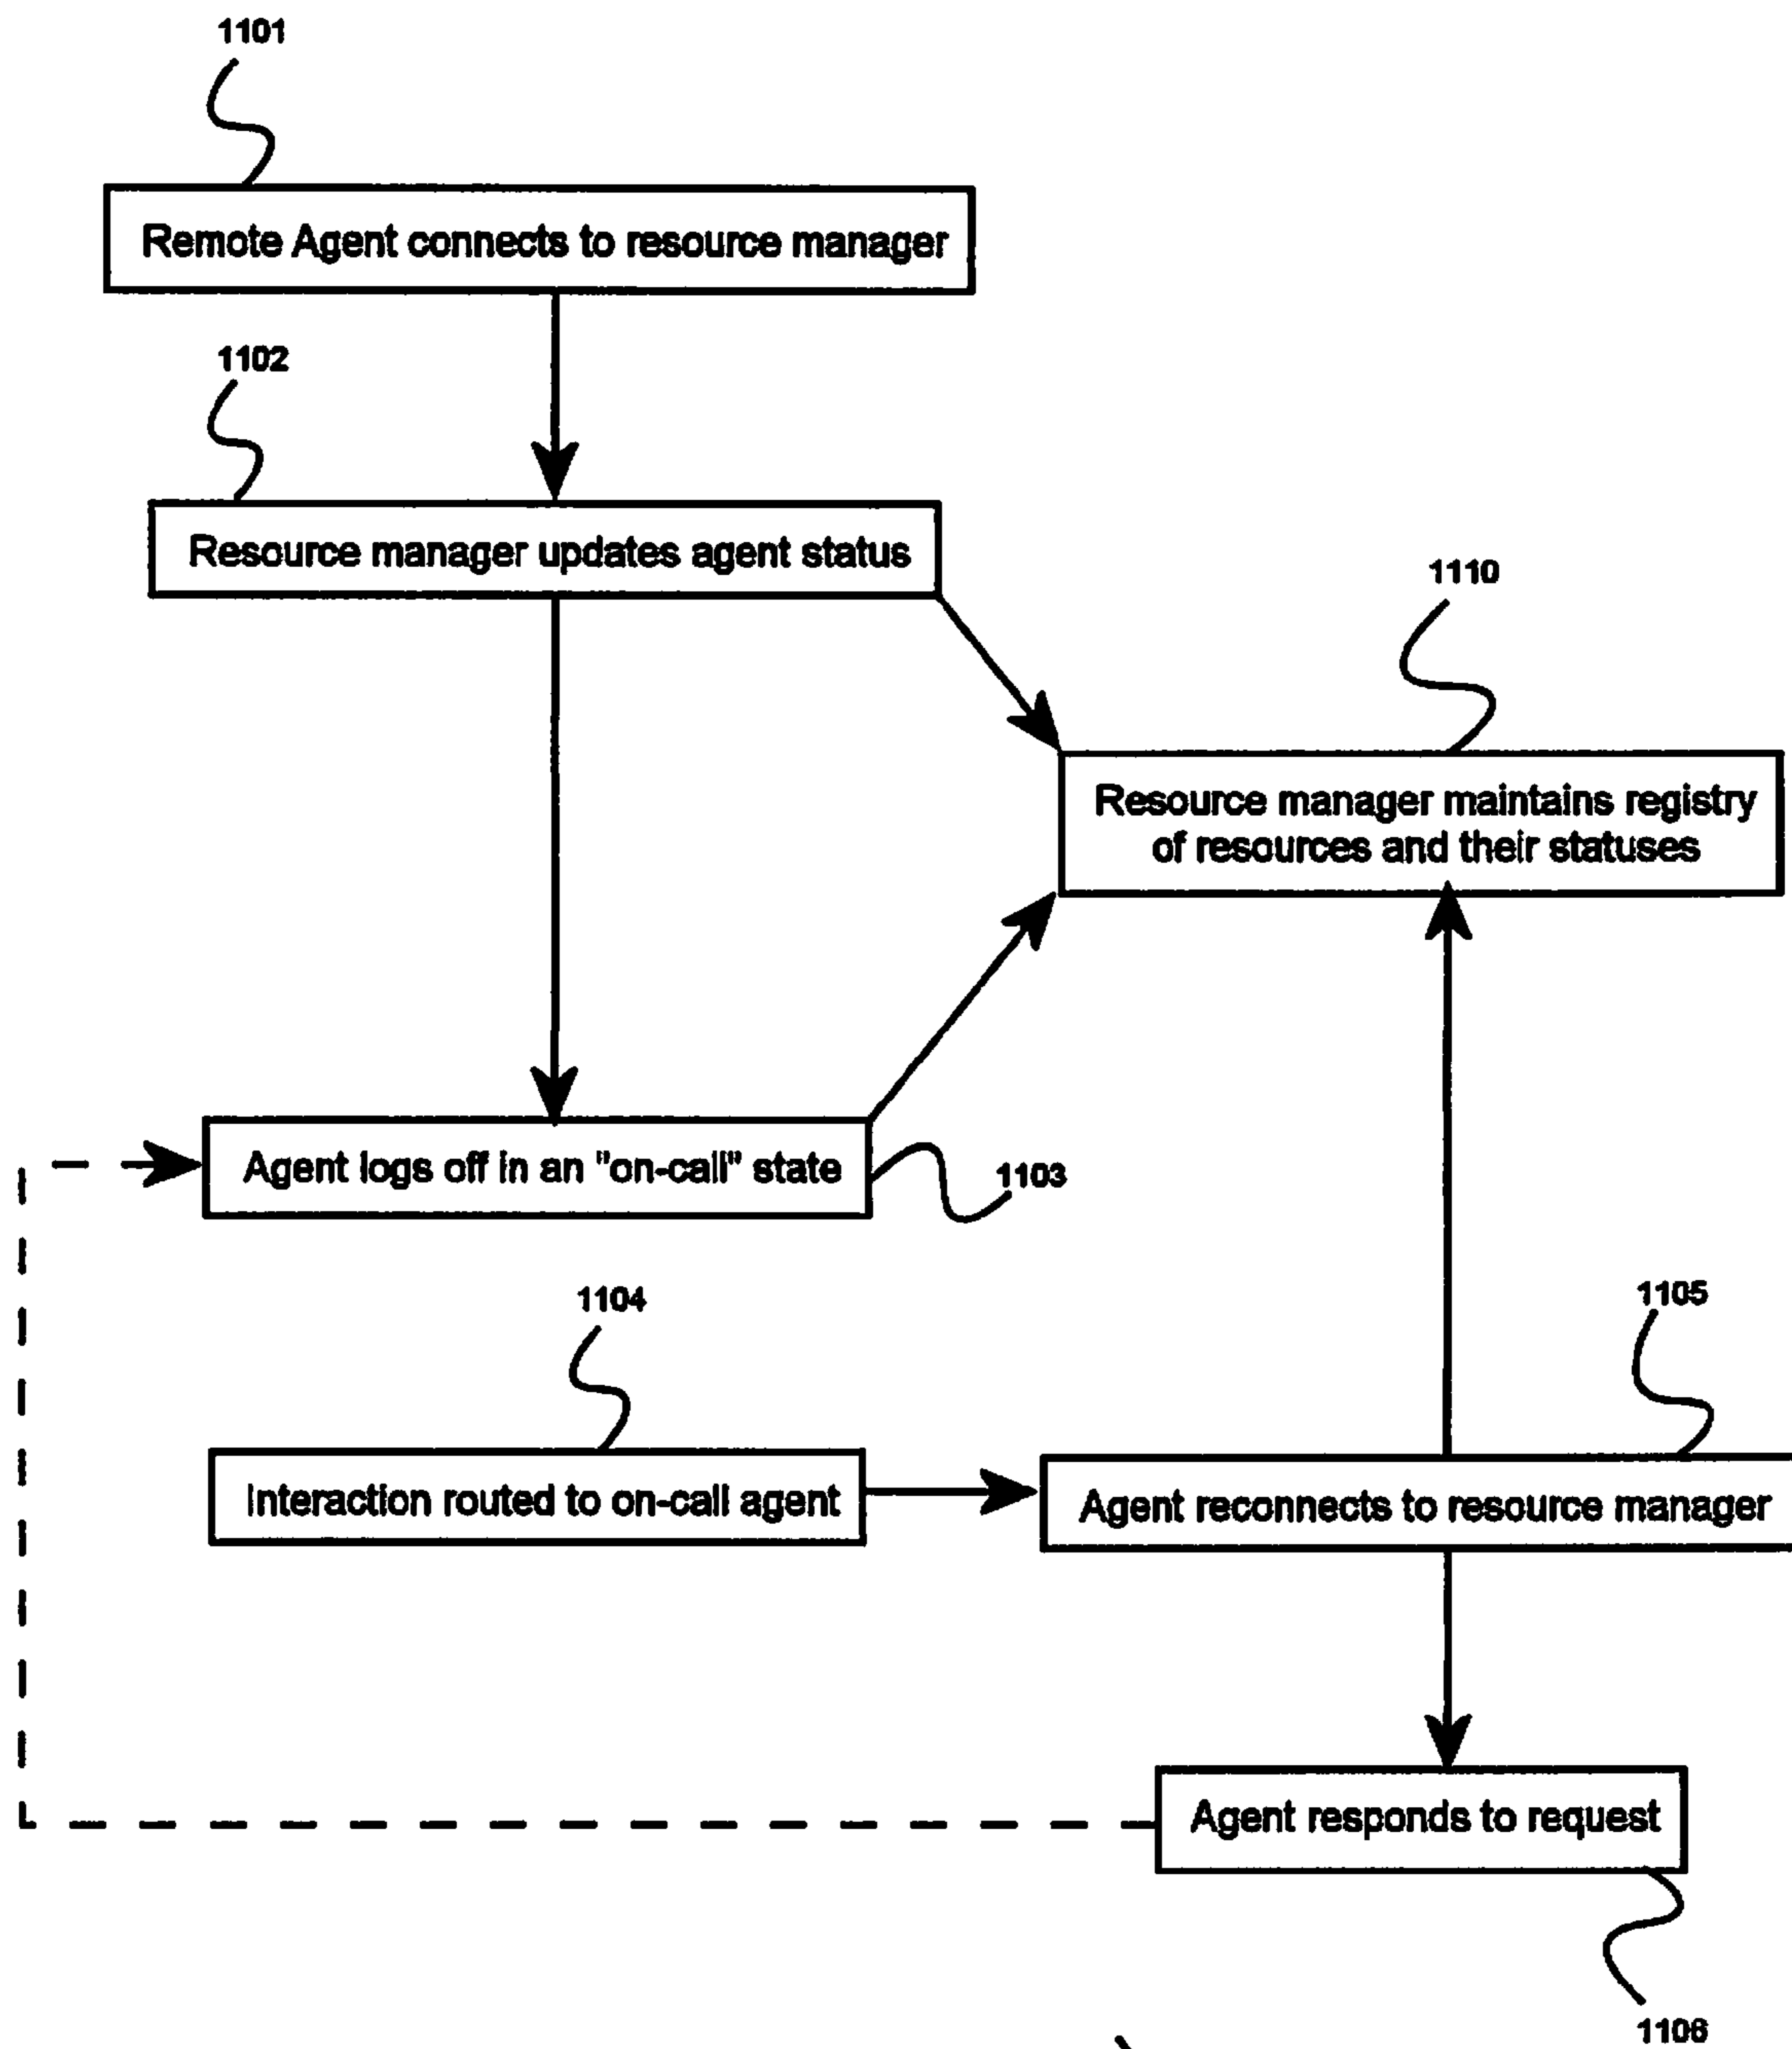 1101
Remote Agent connects to resource manager
1102
Resource manager updates agent status
1110
Resource manager maintains registry
of resources and their statuses
Agent logs off in an "on-call" state
1103
1104
1105
Interaction routed to on-call agent
Agent reconnects to resource manager
Agent responds to request
1106